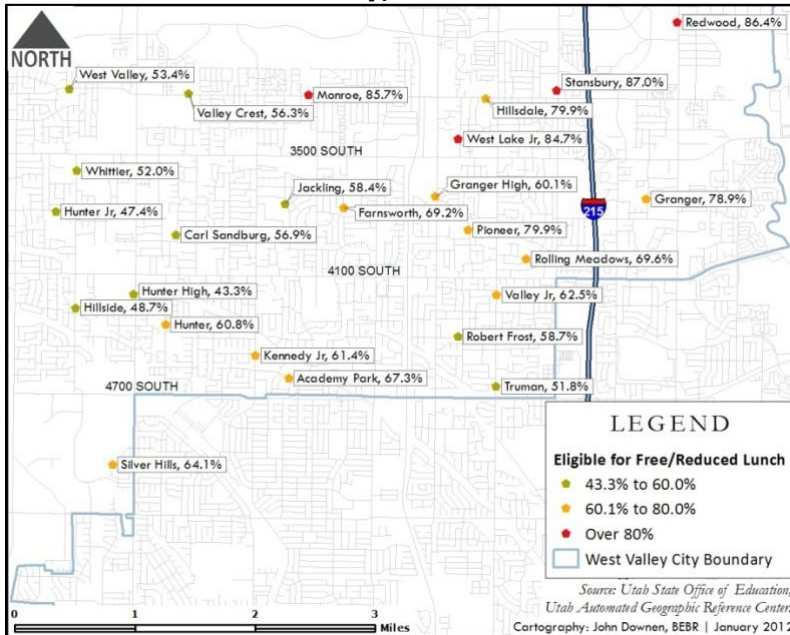 Redwood, 86.4%
NORTH
West Valley, 53.4%
Stansbury, 87.0%
Valley Crest, 56.3%
Monroe, 85.7%
Hillsdale, 79.9%
West Lake Jr, 84.7%
3500 SOUTH
Whittier, 52.0%
Granger High, 60.1%
Jackling, 58.4%
Granger, 78.9%
Hunter Jr, 47.4%
Farnsworth, 69.2%
215
Pioneer, 79.9%
Carl Sandburg, 56.9%
Rolling Meadows, 69.6%
4100 SOUTH
Hunter High, 43.3%
Valley Jr, 62.5%
Hillside, 48.7%
Hunter, 60.8%
Robert Frost, 58.7%
Kennedy Jr, 61.4%
Academy Park, 67.3%
4700 SOUTH
Truman, 51.8%
Silver Hills, 64.1%
LEGEND
Eligible for Free/Reduced Lunch
43.3% to 60.0%
60.1% to 80.0%
Over 80%
West Valley City Boundary
Source: Utah State Office of Education,
Utah Automated Geographic Reference Center.
Cartography: John Downen, BEBR | January 2012
0 1 2 3
Miles